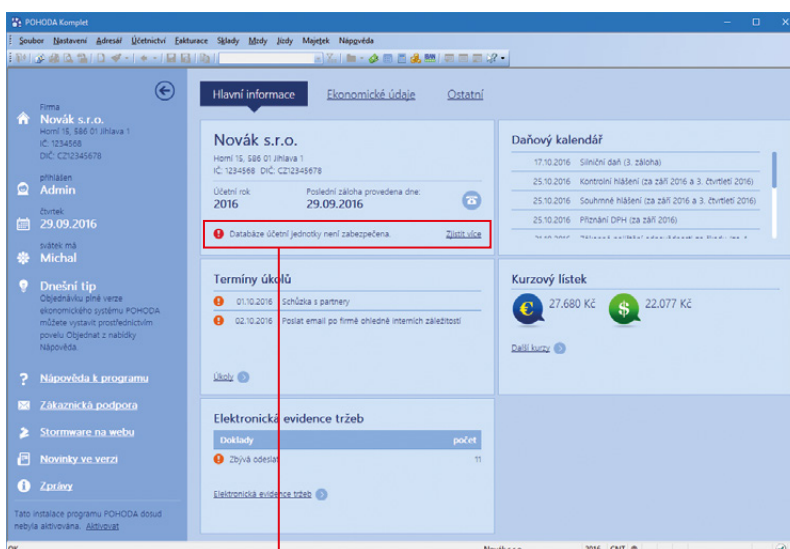 POHODA Komplet
Soubor Nastavení Adresář Účetnictví Fakturace Sklady Mzdy Jízdy Majetek Nápověda
Firma
Novák s.r.o.
Horní 15, 586 01 Jihlava 1
IČ: 1234568
DIČ: CZ12345678
přihlášen
Admin
čtvrtek
29.09.2016
svátek má
Michal
Dnešní tip
Objednávku plné verze
ekonomického systému POHODA
můžete vystavit prostřednictvím
povelu Objednat z nabídky
Nápověda.
Nápověda k programu
Zákaznická podpora
Stormware na webu
Novinky ve verzi
Zprávy
Tato instalace programu POHODA dosud
nebyla aktivována. Aktivovat
Hlavní informace Ekonomické údaje Ostatní
Novák s.r.o.
Horní 15, 586 01 Jihlava 1
IČ: 1234568 DIČ: CZ12345678
Účetní rok Poslední záloha provedena dne:
2016 29.09.2016
Databáze účetní jednotky není zabezpečena. Zjistit více
Daňový kalendář
17.10.2016 Silniční daň (3. záloha)
25.10.2016 Kontrolní hlášení (za září 2016 a 3. čtvrtletí 2016)
25.10.2016 Souhrnné hlášení (za září 2016 a 3. čtvrtletí 2016)
25.10.2016 Přiznání DPH (za září 2016)
Termíny úkolů
01.10.2016 Schůzka s partnery
02.10.2016 Poslat email po firmě ohledně interních záležitostí
Úkoly
Kurzový lístek
27.680 Kč 22.077 Kč
Další kurzy
Elektronická evidence tržeb
Doklady počet
Zbývá odeslat 11
Elektronická evidence tržeb